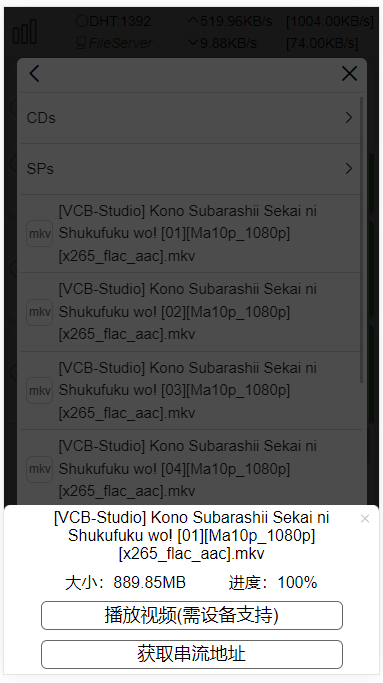 DHT:1392 519.96KB/s [1004.00KB/s]
FileServer 9.88KB/s [74.00KB/s]
CDs
SPs
[VCB-Studio] Kono Subarashii Sekai ni
Shukufuku wo! [01][Ma10p_1080p]
mkv
[x265_flac_aac].mkv
[VCB-Studio] Kono Subarashii Sekai ni
Shukufuku wo! [02][Ma10p_1080p]
mkv
[x265_flac_aac].mkv
[VCB-Studio] Kono Subarashii Sekai ni
Shukufuku wo! [03][Ma10p_1080p]
mkv
[x265_flac_aac].mkv
[VCB-Studio] Kono Subarashii Sekai ni
Shukufuku wo! [04][Ma10p_1080p]
mkv
[x265_flac_aac].mkv
[VCB-Studio] Kono Subarashii Sekai ni
Shukufuku wo! [01][Ma10p_1080p]
[x265_flac_aac].mkv
大小：889.85MB 进度：100%
播放视频(需设备支持)
获取串流地址